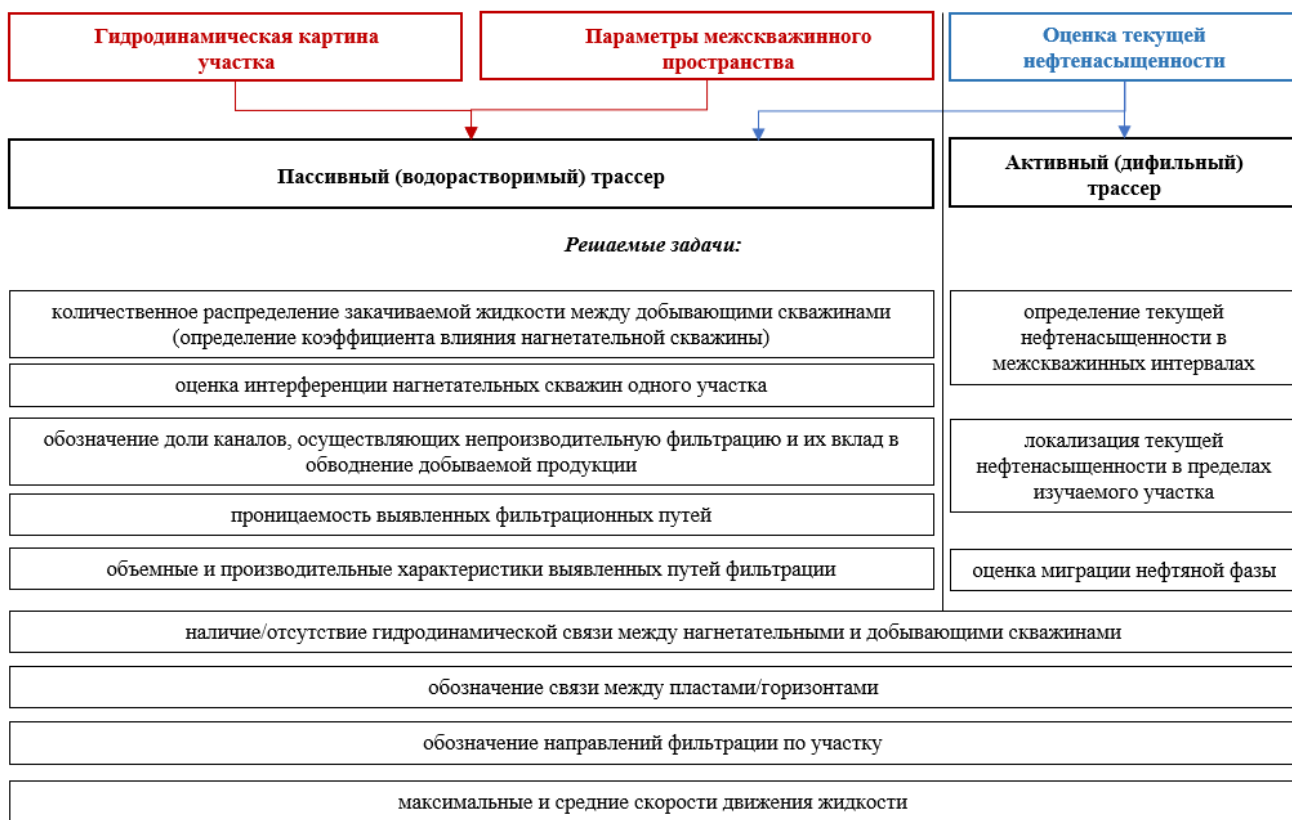 Гидродинамическая картина
участка
Параметры межскважинного
пространства
Оценка текущей
нефтенасыщенности
Пассивный (водорастворимый) трассер
Активный (дифильный)
трассер
Решаемые задачи:
количественное распределение закачиваемой жидкости между добывающими скважинами
(определение коэффициента влияния нагнетательной скважины)
оценка интерференции нагнетательных скважин одного участка
обозначение доли каналов, осуществляющих непроизводительную фильтрацию и их вклад в
обводнение добываемой продукции
проницаемость выявленных фильтрационных путей
объемные и производительные характеристики выявленных путей фильтрации
определение текущей
нефтенасыщенности в
межскважинных интервалах
локализация текущей
нефтенасыщенности в пределах
изучаемого участка
оценка миграции нефтяной фазы
наличие/отсутствие гидродинамической связи между нагнетательными и добывающими скважинами
обозначение связи между пластами/горизонтами
обозначение направлений фильтрации по участку
максимальные и средние скорости движения жидкости